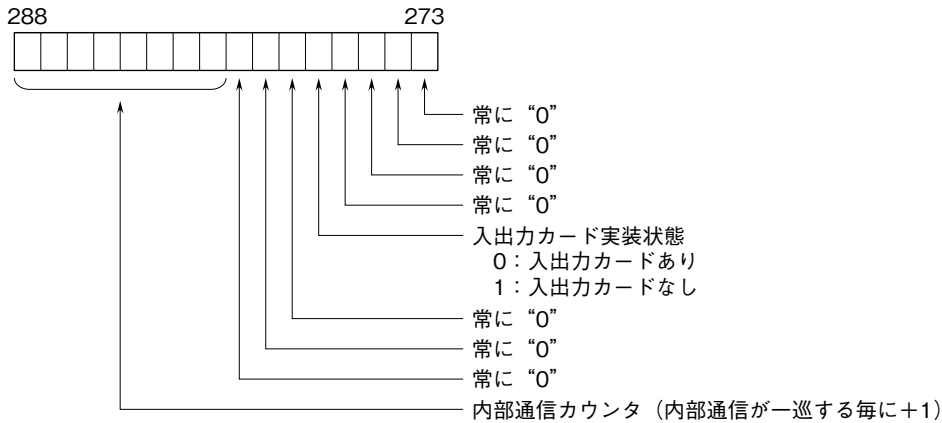 288 273
常に “0”
常に “0”
常に “0”
常に “0”
入出力カード実装状態
0：入出力カードあり
1：入出力カードなし
常に “0”
常に “0”
常に “0”
内部通信カウンタ（内部通信が一巡する毎に＋1）